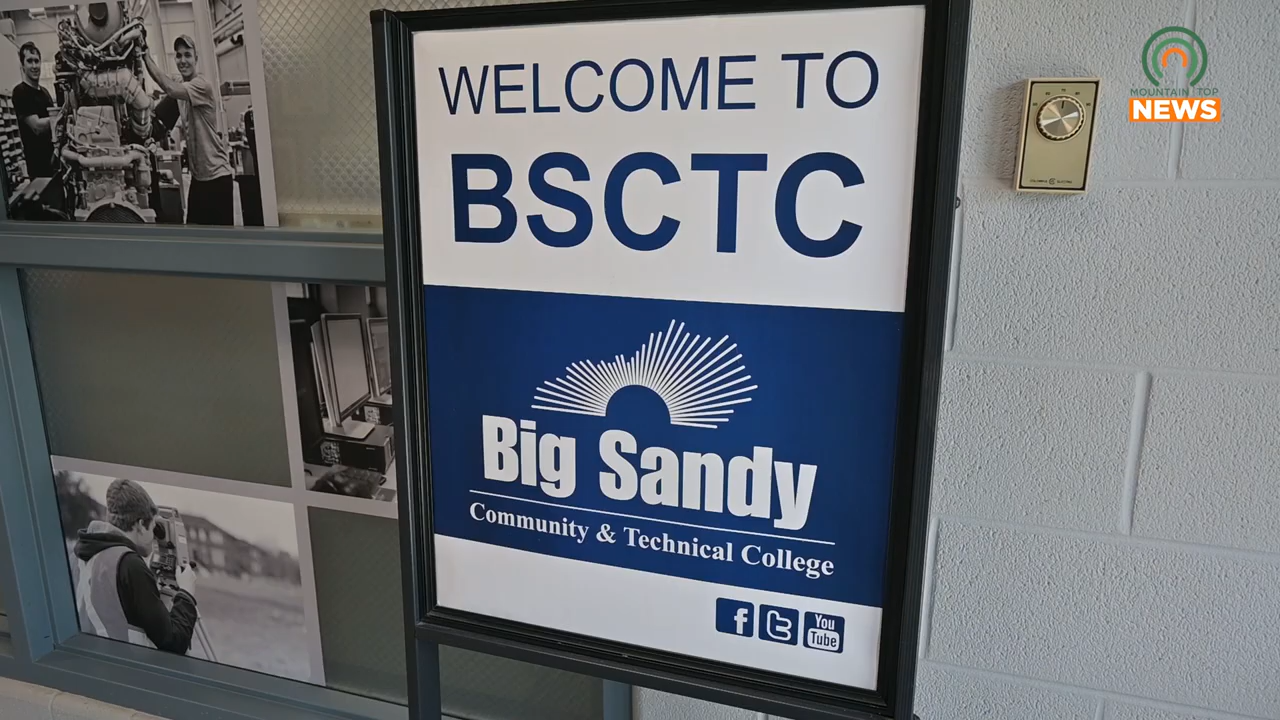 WELCOME TO
BSCTC
Big Sandy
Community & Technical College
f t You
Tube
MOUNTAIN TOP
NEWS